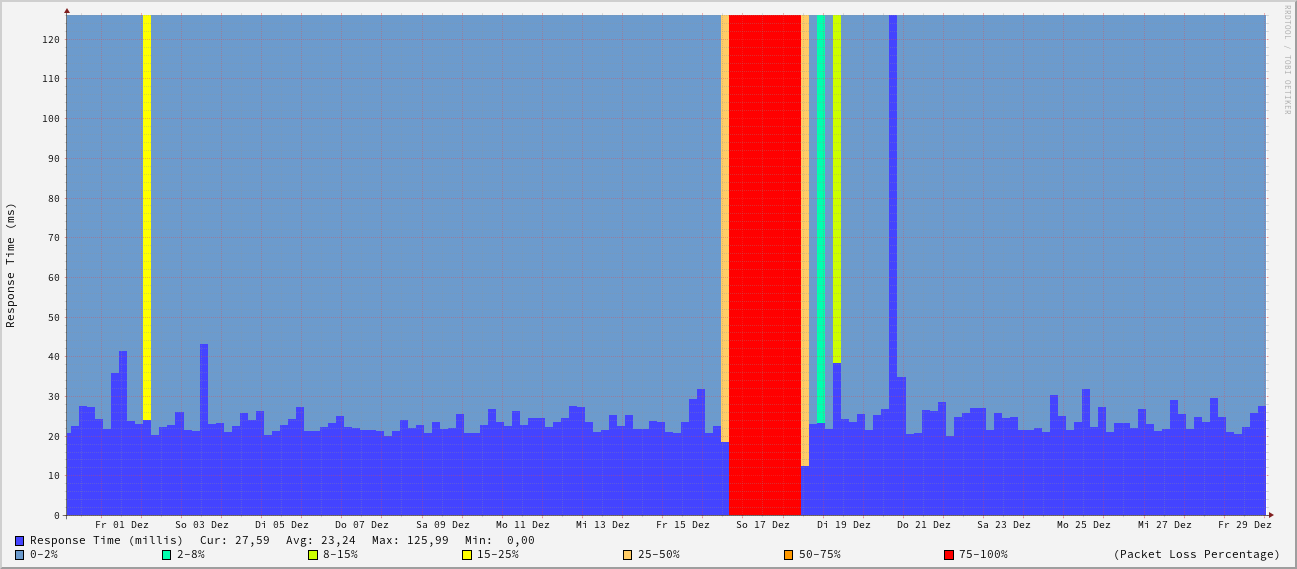 RRDTOOL / TOBI OETIKER
Response Time (ms)
120
110
100
90
80
70
60
50
40
30
20
10
0
Fr 01 Dez So 03 Dez Di 05 Dez Do 07 Dez Sa 09 Dez Mo 11 Dez Mi 13 Dez Fr 15 Dez So 17 Dez Di 19 Dez Do 21 Dez Sa 23 Dez Mo 25 Dez Mi 27 Dez Fr 29 Dez
Response Time (millis) Cur: 27,59 Avg: 23,24 Max: 125,99 Min: 0,00
0-2% 2-8% 8-15% 15-25% 25-50% 50-75% 75-100% (Packet Loss Percentage)